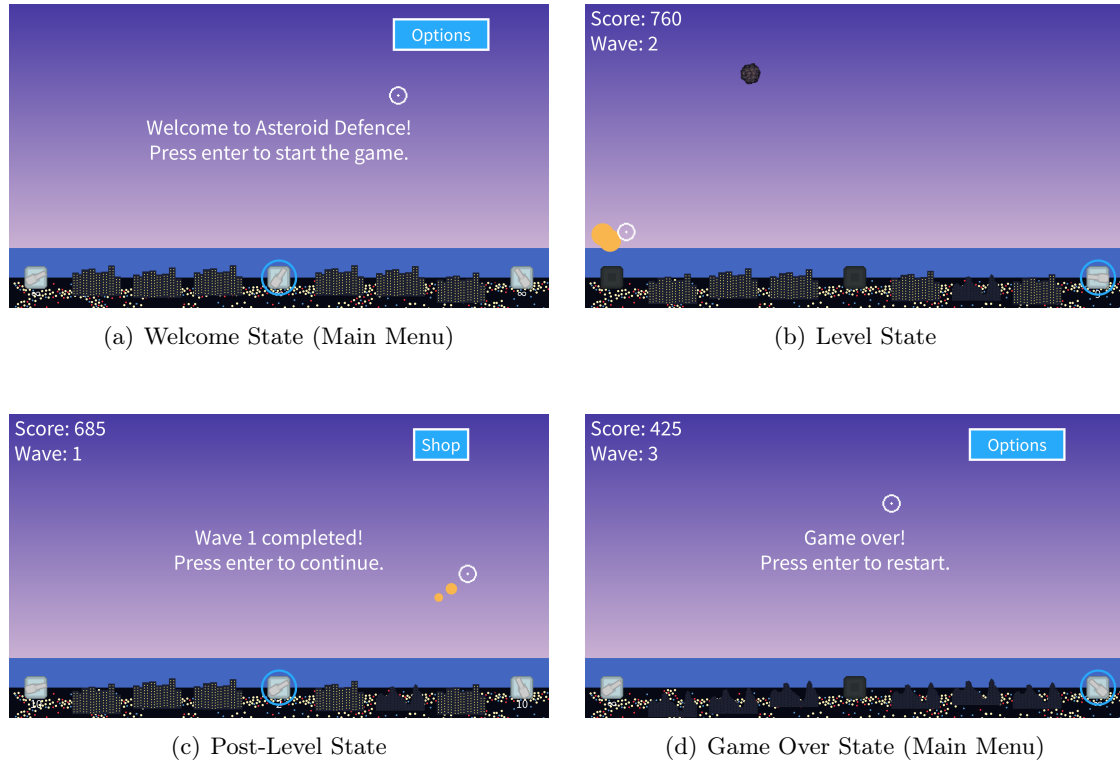 Options
Welcome to Asteroid Defence!
Press enter to start the game.
∞
(a) Welcome State (Main Menu)
Score: 760
Wave: 2
(b) Level State
Score: 685
Wave: 1
Shop
Wave 1 completed!
Press enter to continue.
10
10
(c) Post-Level State
Score: 425
Wave: 3
Options
Game over!
Press enter to restart.
(d) Game Over State (Main Menu)